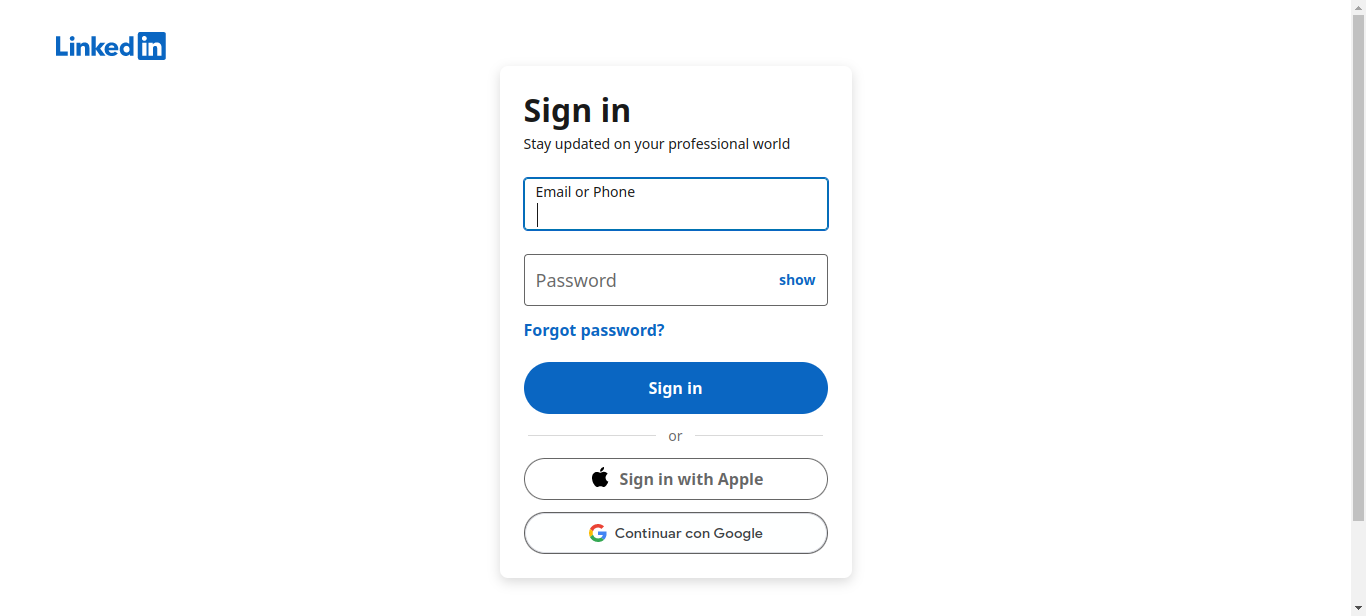 Linked in
Sign in
Stay updated on your professional world
Email or Phone
Password
show
Forgot password?
Sign in
or
Sign in with Apple
Continuar con Google